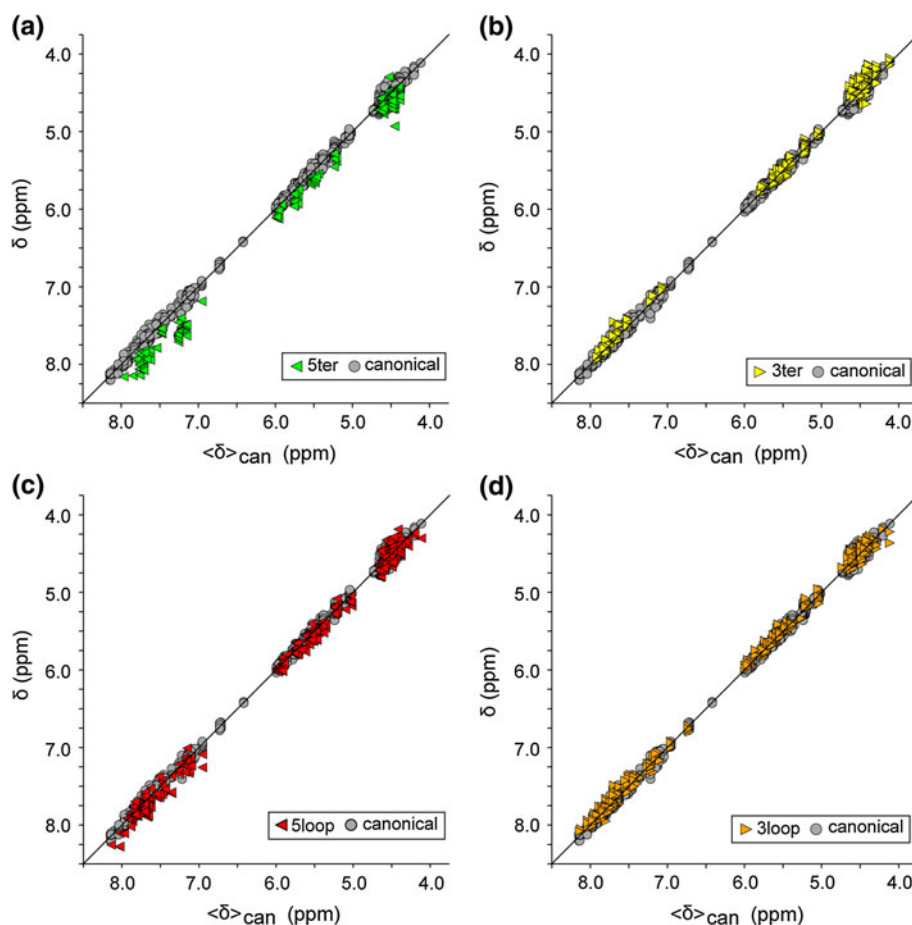 (a)
4.0
5.0
6.0
7.0
8.0
δ (ppm)
5ter canonical
8.0 7.0 6.0 5.0 4.0
<δ>can (ppm)
(b)
4.0
5.0
6.0
7.0
8.0
δ (ppm)
3ter canonical
8.0 7.0 6.0 5.0 4.0
<δ>can (ppm)
(c)
4.0
5.0
6.0
7.0
8.0
δ (ppm)
5loop canonical
8.0 7.0 6.0 5.0 4.0
<δ>can (ppm)
(d)
4.0
5.0
6.0
7.0
8.0
δ (ppm)
3loop canonical
8.0 7.0 6.0 5.0 4.0
<δ>can (ppm)